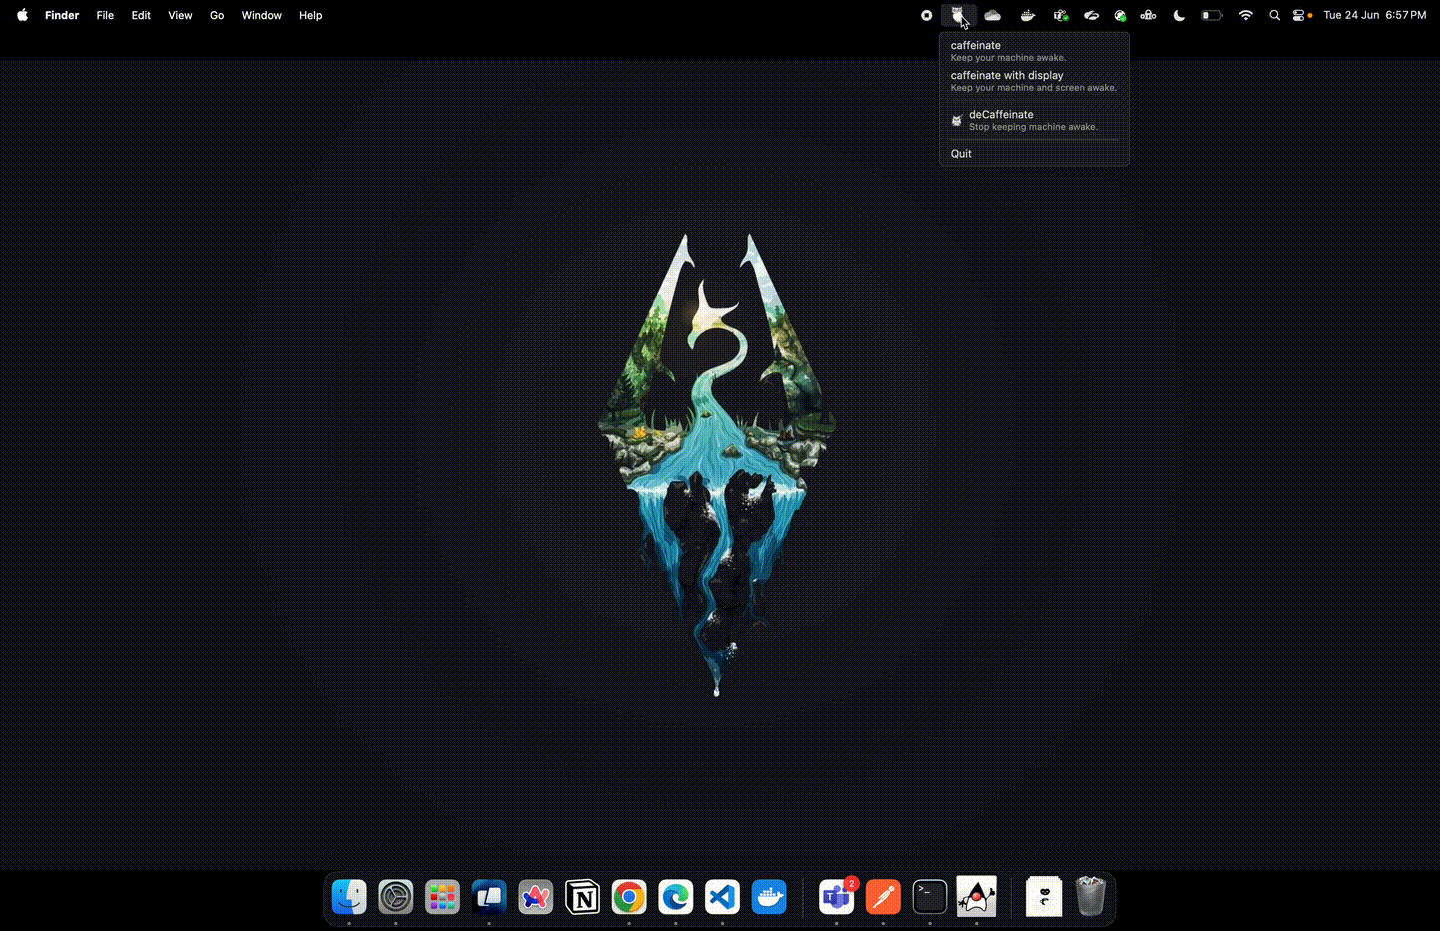 Finder File Edit View Go Window Help Tue 24 Jun 6:57 PM
caffeinate
Keep your machine awake.
caffeinate with display
Keep your machine and screen awake.
deCaffeinate
Stop keeping machine awake.
Quit
2